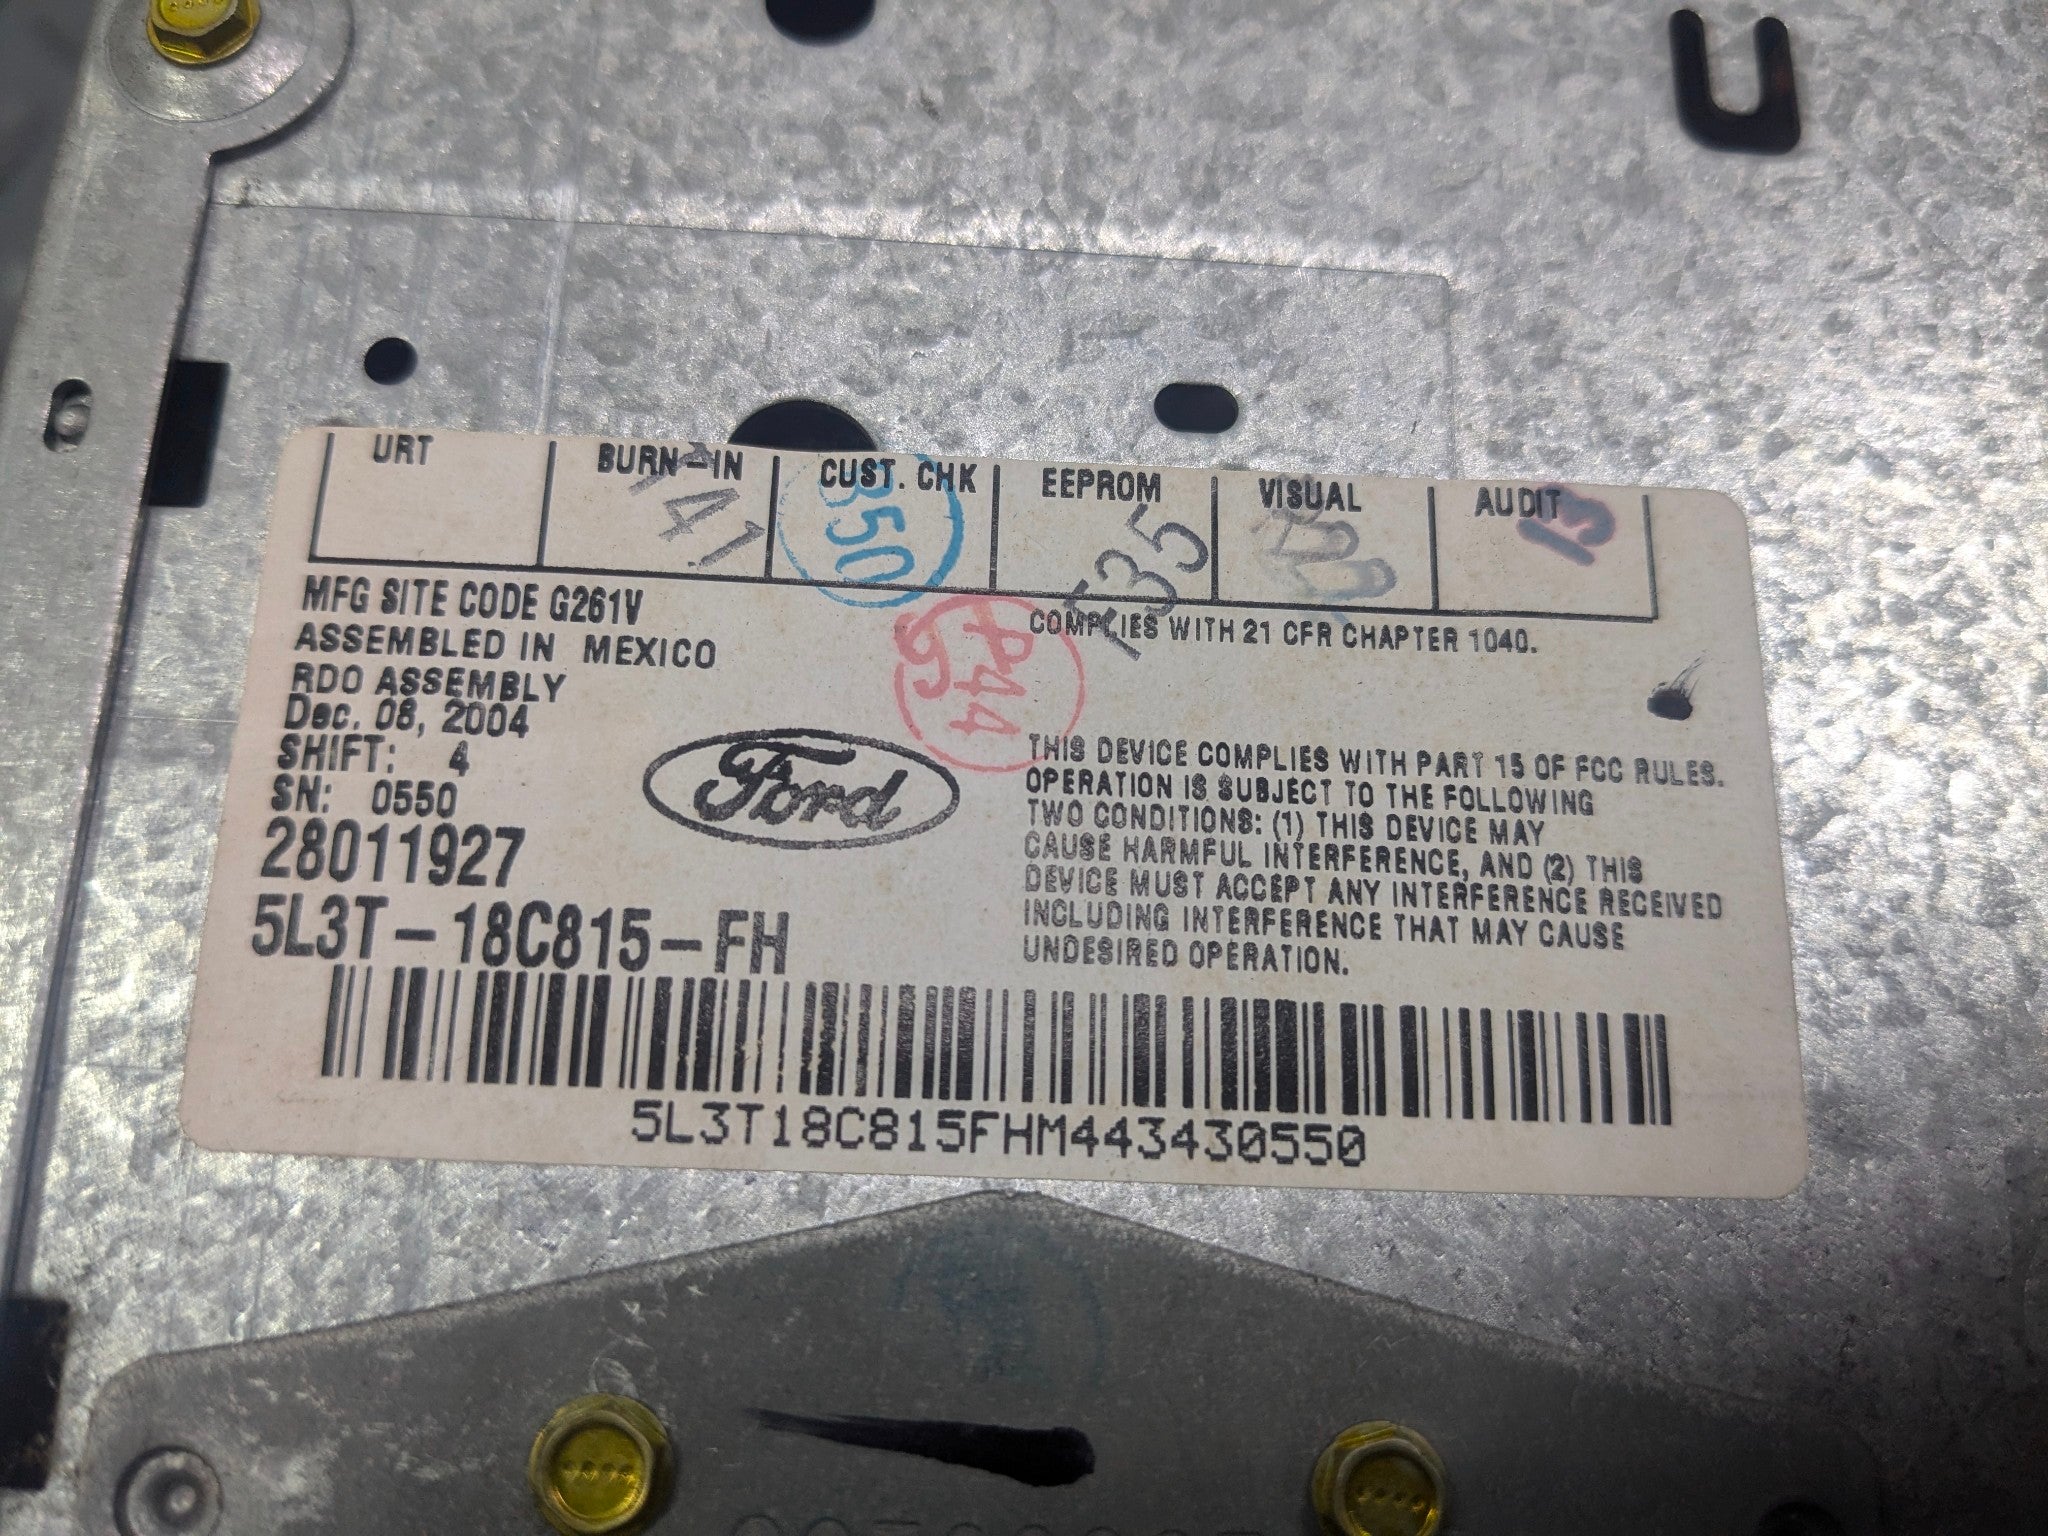 URT BURN-IN CUST. CHK EEPROM VISUAL AUDIT
350
535
13
MFG SITE CODE G261V
ASSEMBLED IN MEXICO
RDO ASSEMBLY
Dec. 08, 2004
SHIFT: 4
SN: 0550
28011927
5L3T-18C815-FH
Ford
COMPLIES WITH 21 CFR CHAPTER 1040.
THIS DEVICE COMPLIES WITH PART 15 OF FCC RULES.
OPERATION IS SUBJECT TO THE FOLLOWING
TWO CONDITIONS: (1) THIS DEVICE MAY
CAUSE HARMFUL INTERFERENCE, AND (2) THIS
DEVICE MUST ACCEPT ANY INTERFERENCE RECEIVED
INCLUDING INTERFERENCE THAT MAY CAUSE
UNDESIRED OPERATION.
5L3T18C815FHM443430550